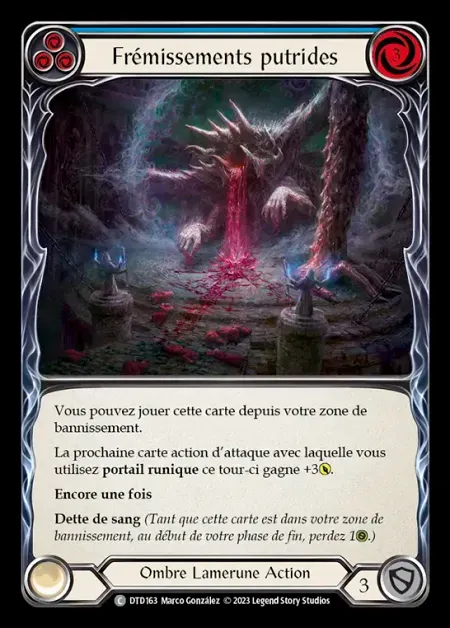 Frémissements putrides
3
Vous pouvez jouer cette carte depuis votre zone de
bannissement.
La prochaine carte action d'attaque avec laquelle vous
utilisez portail runique ce tour-ci gagne +3.
Encore une fois
Dette de sang (Tant que cette carte est dans votre zone de
bannissement, au début de votre phase de fin, perdez 1.)
Ombre Lamerune Action
3
C DTD163 Marco González © 2023 Legend Story Studios